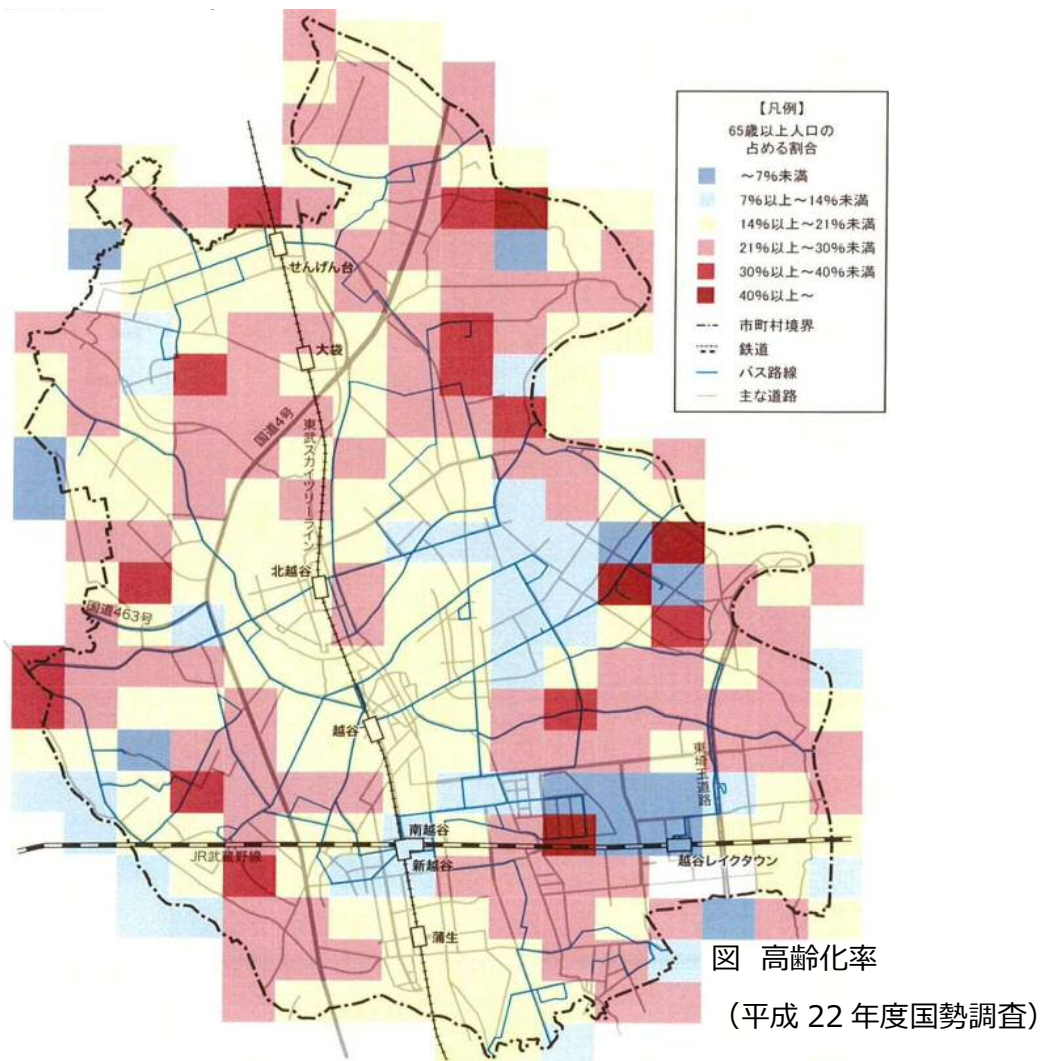 【凡例】
65歳以上人口の
占める割合
～7%未満
7%以上～14%未満
14%以上～21%未満
21%以上～30%未満
30%以上～40%未満
40%以上～
市町村境界
鉄道
バス路線
主な道路
せんげん台
大袋
国道4号
東武スカイツリーライン
北越谷
国道463号
越谷
東埼玉道路
南越谷
JR武蔵野線
新越谷
越谷レイクタウン
蒲生
図 高齢化率
（平成 22 年度国勢調査）